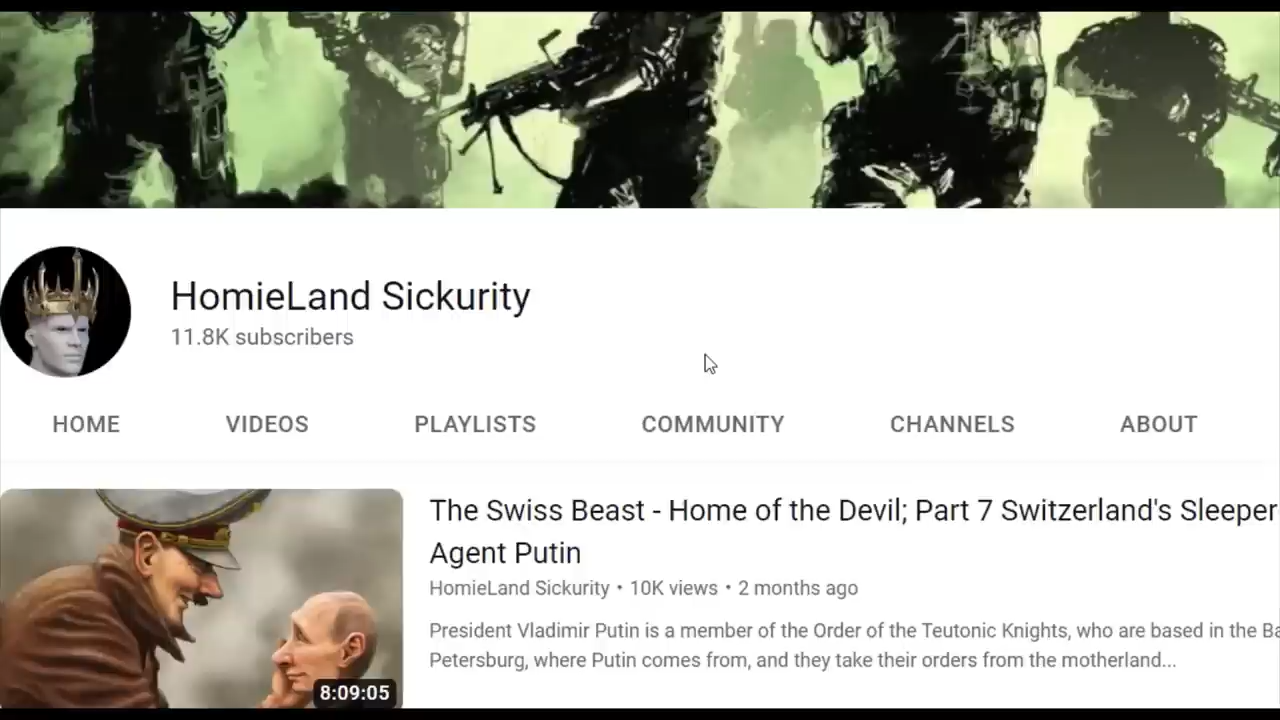 HomieLand Sickurity
11.8K subscribers
HOME VIDEOS PLAYLISTS COMMUNITY CHANNELS ABOUT
The Swiss Beast - Home of the Devil; Part 7 Switzerland's Sleeper
Agent Putin
HomieLand Sickurity • 10K views • 2 months ago
President Vladimir Putin is a member of the Order of the Teutonic Knights, who are based in the Ba
Petersburg, where Putin comes from, and they take their orders from the motherland...
8:09:05